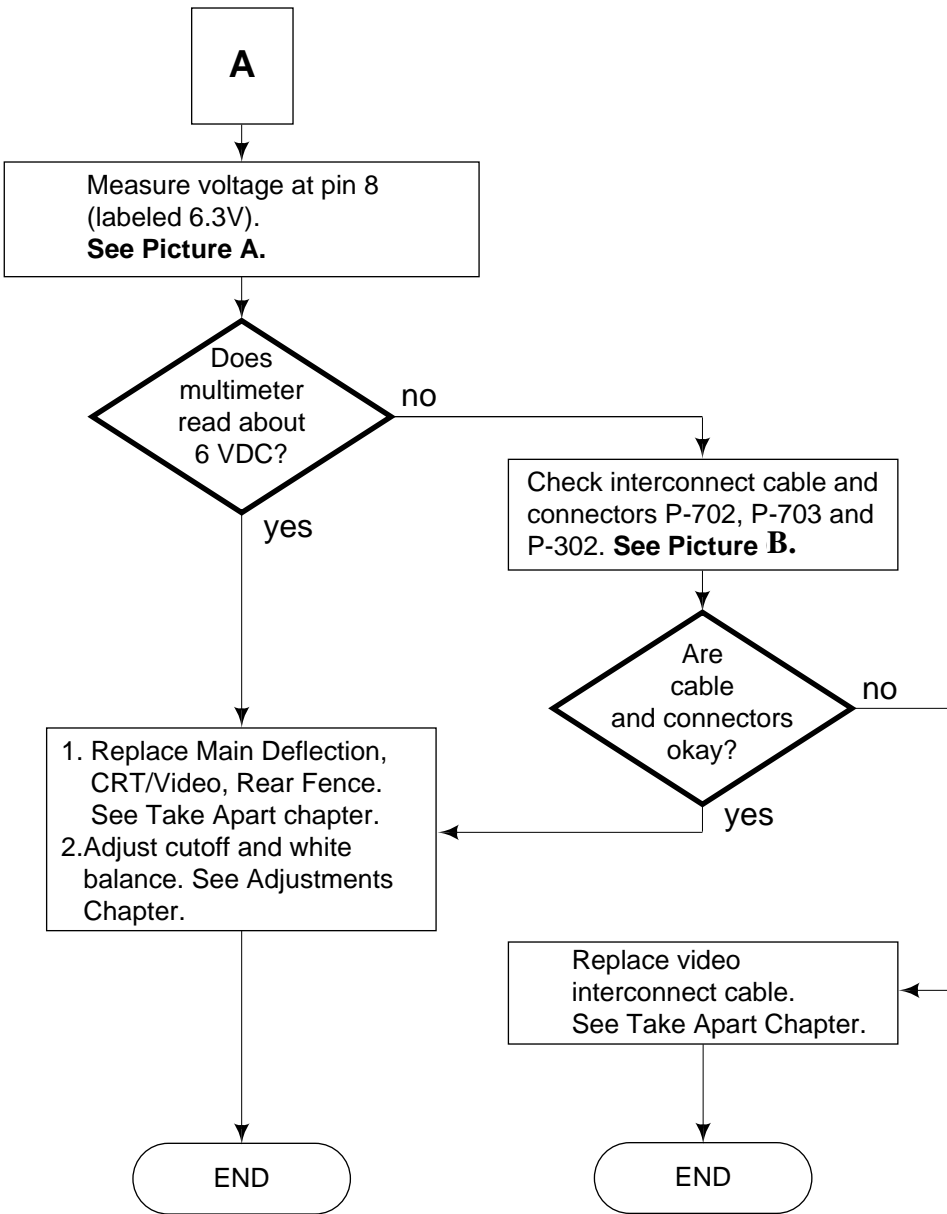 A
Measure voltage at pin 8
(labeled 6.3V).
See Picture A.
Does
multimeter
read about
6 VDC?
no
yes
Check interconnect cable and
connectors P-702, P-703 and
P-302. See Picture B.
Are
cable
and connectors
okay?
no
yes
1. Replace Main Deflection,
CRT/Video, Rear Fence.
See Take Apart chapter.
2.Adjust cutoff and white
balance. See Adjustments
Chapter.
Replace video
interconnect cable.
See Take Apart Chapter.
END
END